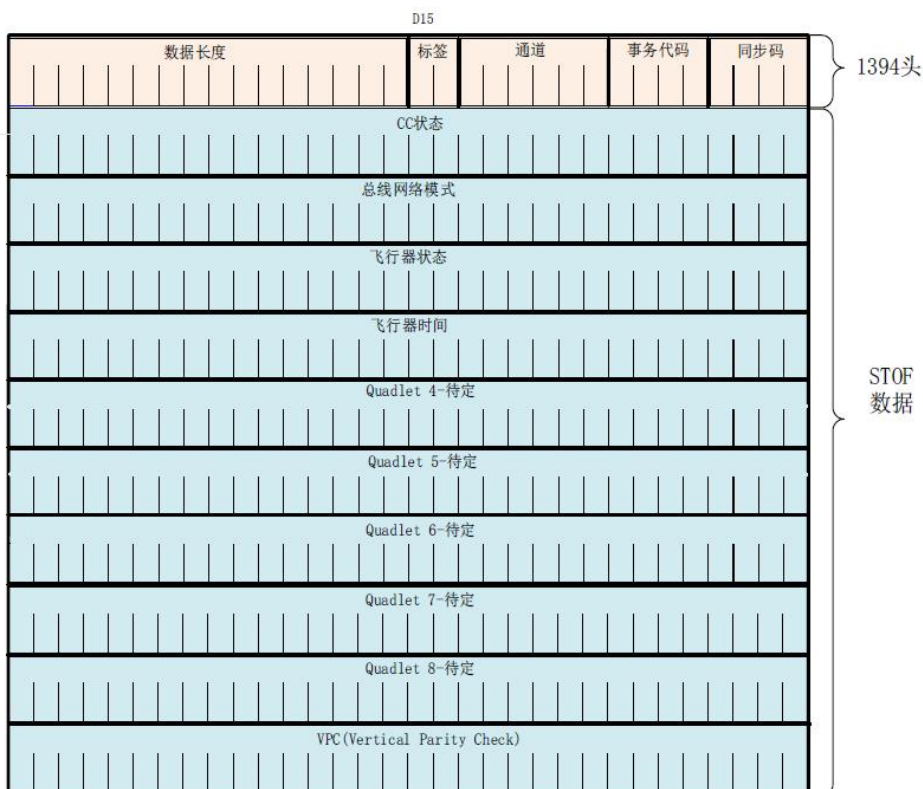 D15
数据长度 标签 通道 事务代码 同步码
1394头
CC状态
总线网络模式
飞行器状态
飞行器时间
Quadlet 4-待定
STOF
数据
Quadlet 5-待定
Quadlet 6-待定
Quadlet 7-待定
Quadlet 8-待定
VPC(Vertical Parity Check)